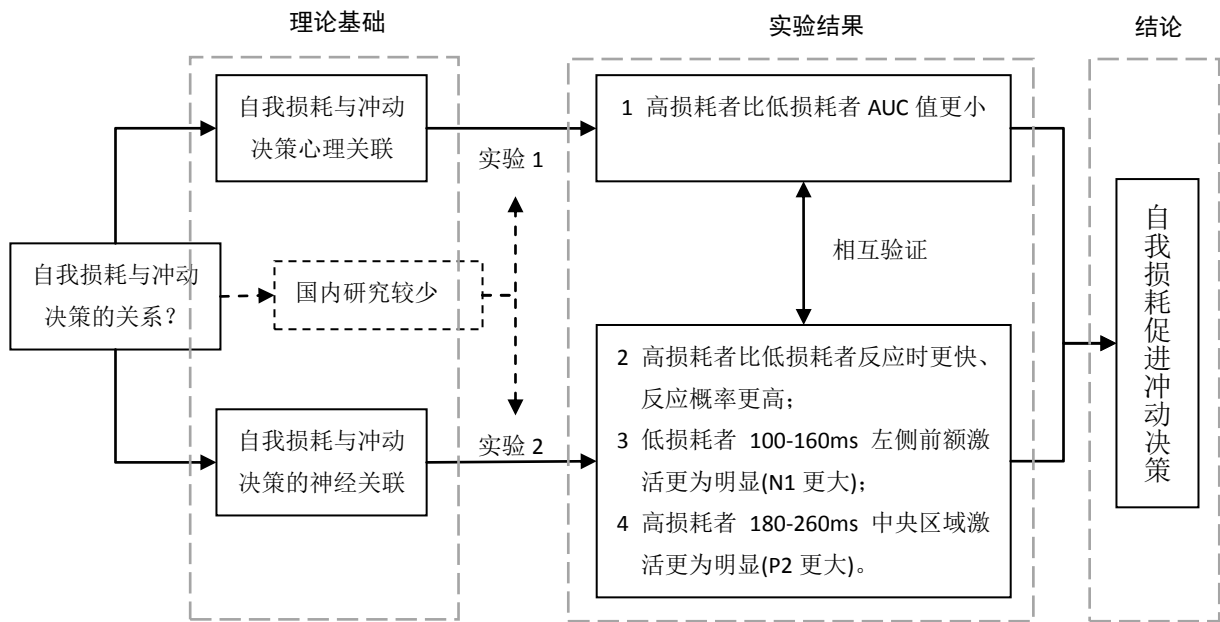 理论基础
实验结果
结论
自我损耗与冲动
决策心理关联
实验 1
1 高损耗者比低损耗者 AUC 值更小
自我损耗与冲动
决策的关系？
国内研究较少
相互验证
自我损耗促进冲动决策
自我损耗与冲动
决策的神经关联
实验 2
2 高损耗者比低损耗者反应时更快、
反应概率更高；
3 低损耗者 100-160ms 左侧前额激
活更为明显(N1 更大)；
4 高损耗者 180-260ms 中央区域激
活更为明显(P2 更大)。